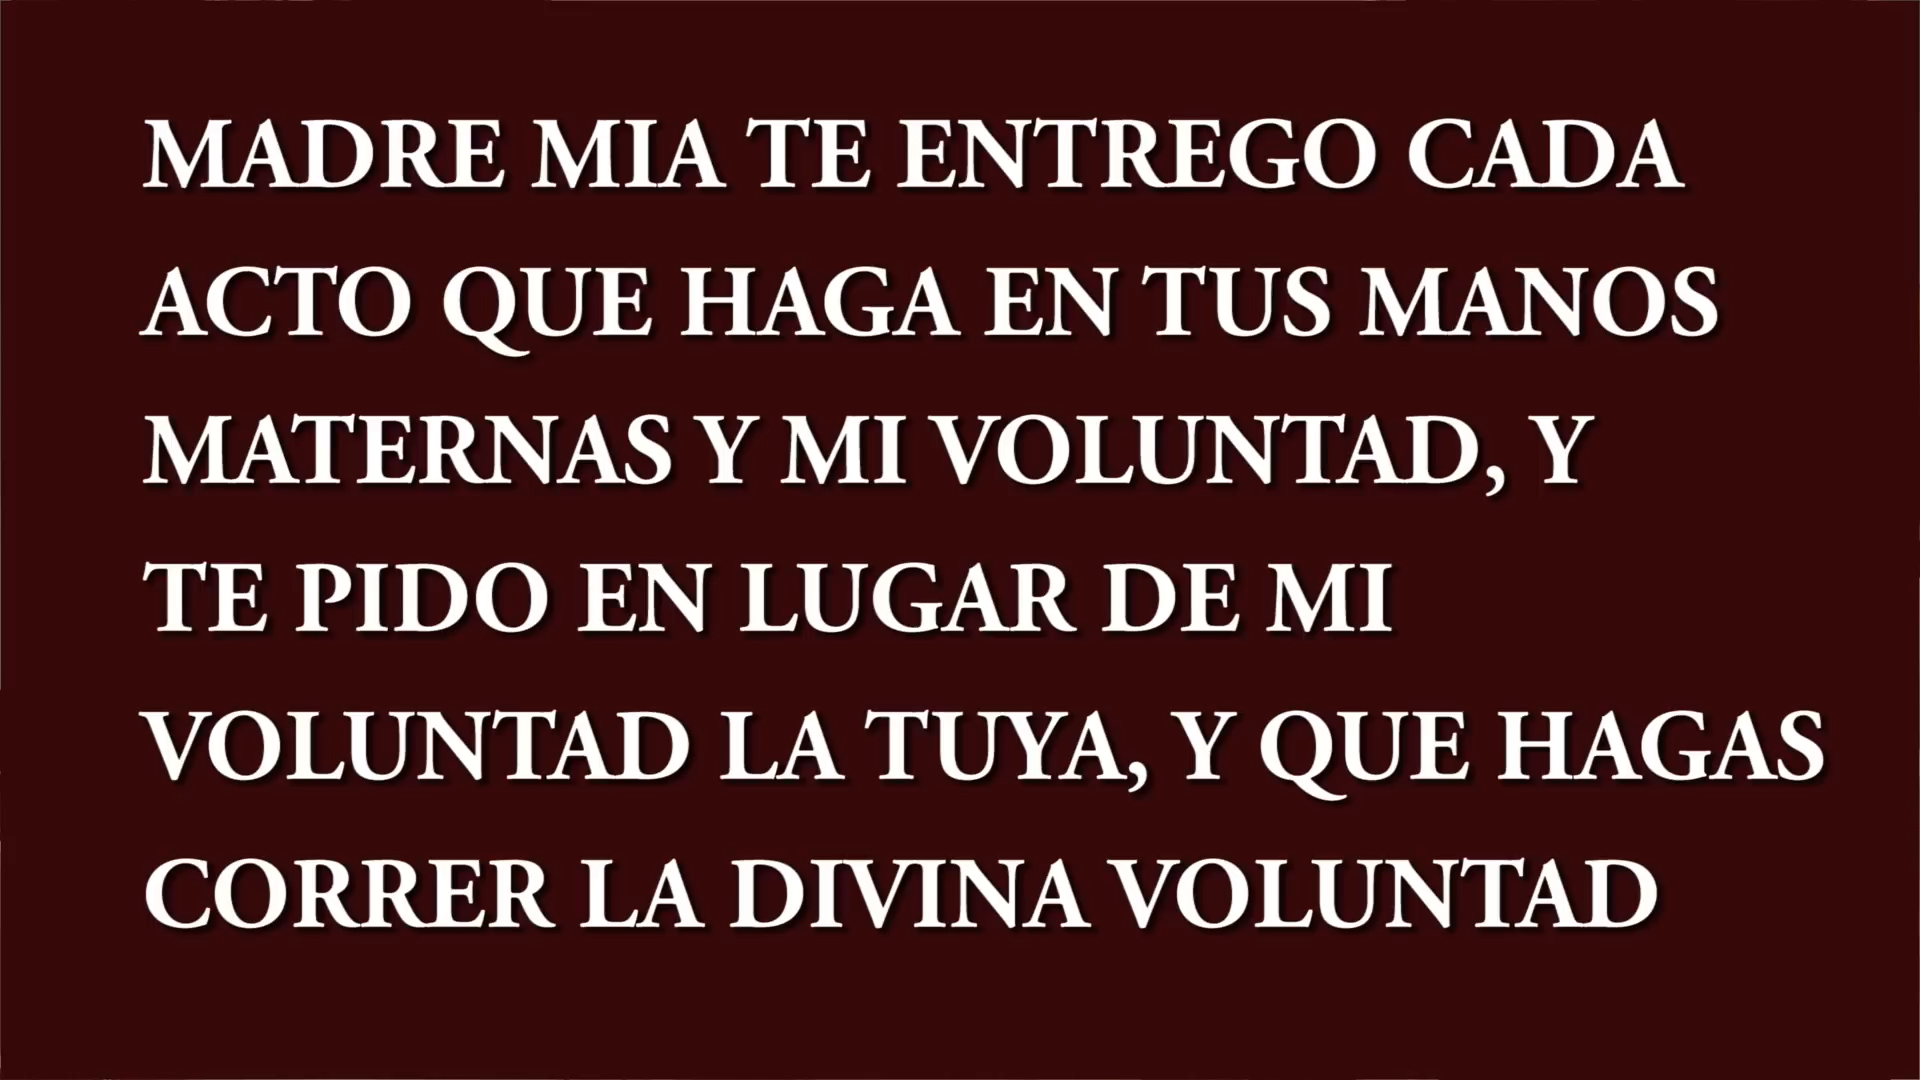 MADRE MIA TE ENTREGO CADA
ACTO QUE HAGA EN TUS MANOS
MATERNAS Y MI VOLUNTAD, Y
TE PIDO EN LUGAR DE MI
VOLUNTAD LA TUYA, Y QUE HAGAS
CORRER LA DIVINA VOLUNTAD